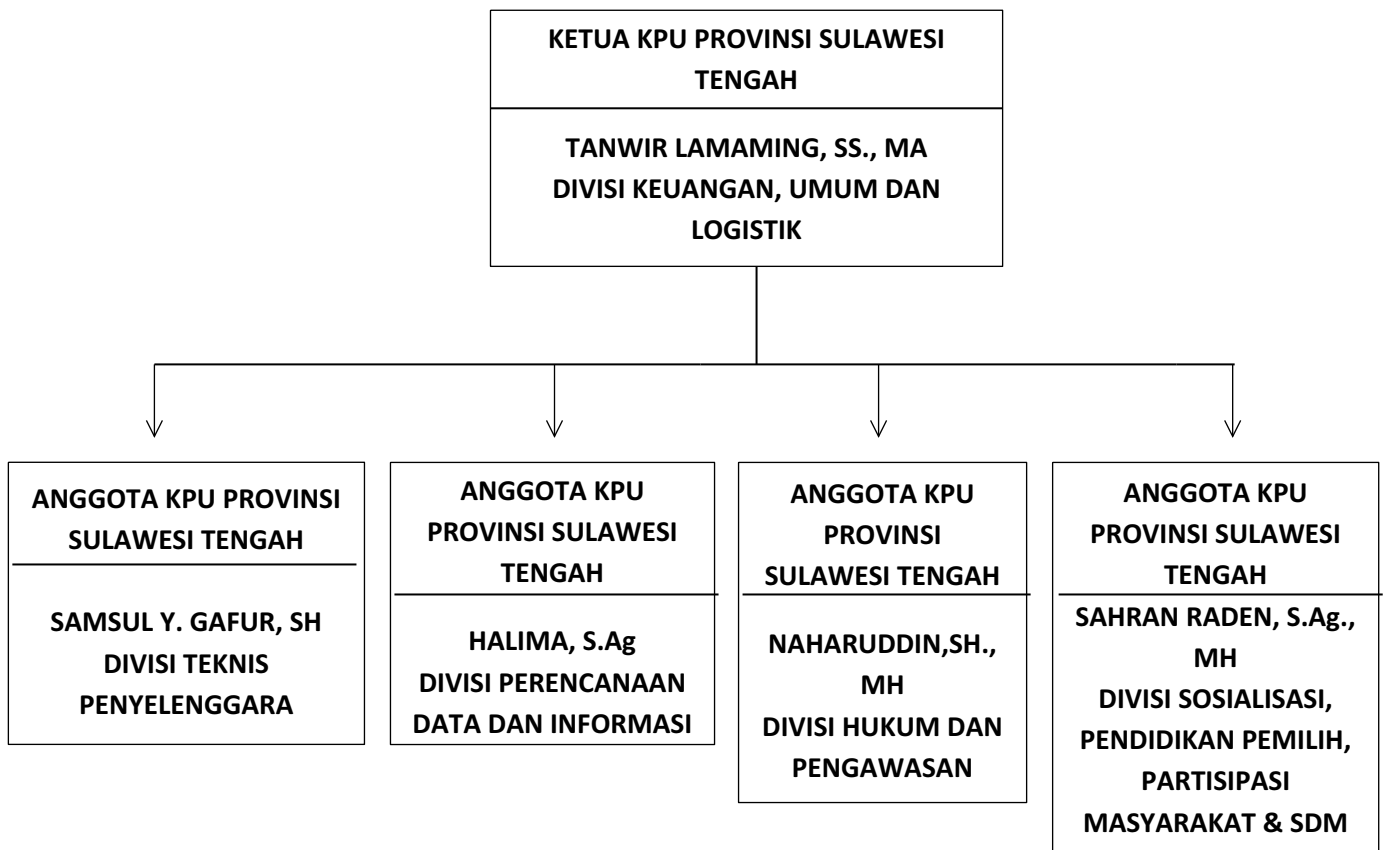 KETUA KPU PROVINSI SULAWESI
TENGAH
TANWIR LAMAMING, SS., MA
DIVISI KEUANGAN, UMUM DAN
LOGISTIK
ANGGOTA KPU PROVINSI
SULAWESI TENGAH
SAMSUL Y. GAFUR, SH
DIVISI TEKNIS
PENYELENGGARA
ANGGOTA KPU
PROVINSI SULAWESI
TENGAH
HALIMA, S.Ag
DIVISI PERENCANAAN
DATA DAN INFORMASI
ANGGOTA KPU
PROVINSI
SULAWESI TENGAH
NAHARUDDIN,SH.,
MH
DIVISI HUKUM DAN
PENGAWASAN
ANGGOTA KPU
PROVINSI SULAWESI
TENGAH
SAHRAN RADEN, S.Ag.,
MH
DIVISI SOSIALISASI,
PENDIDIKAN PEMILIH,
PARTISIPASI
MASYARAKAT & SDM